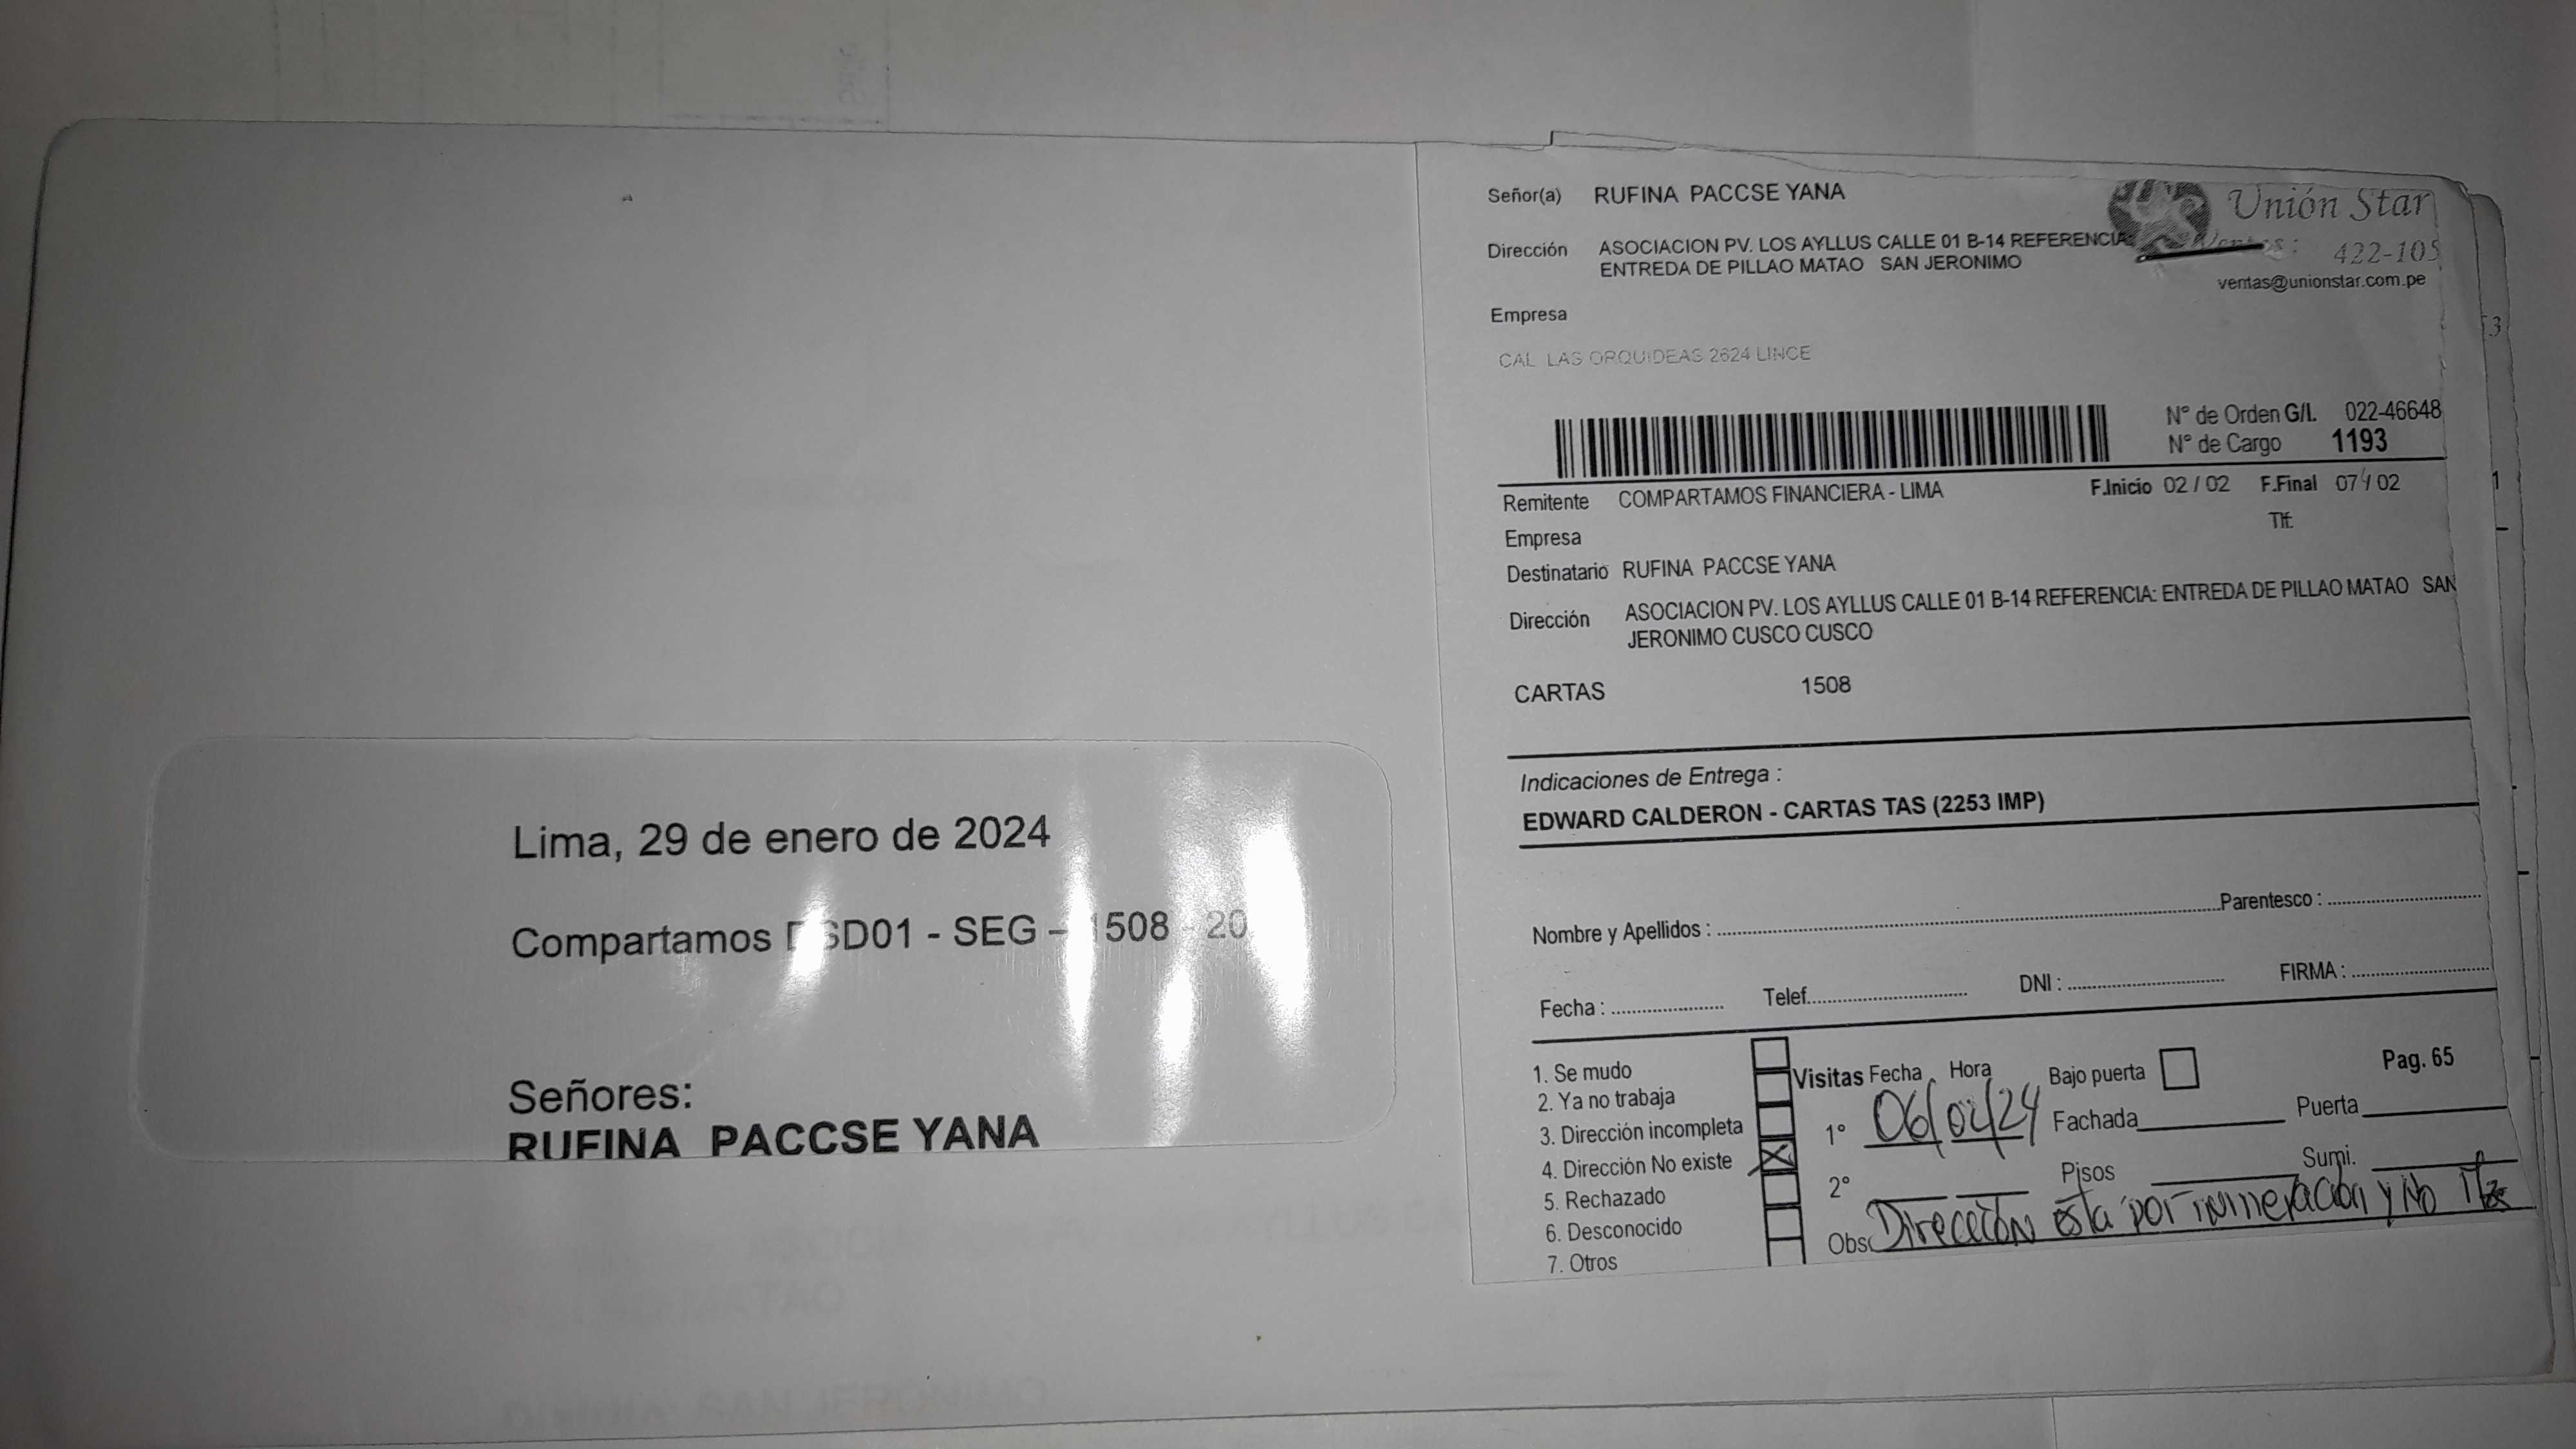 Señor(a) RUFINA PACCSE YANA
Unión Star
Dirección ASOCIACION PV. LOS AYLLUS CALLE 01 B-14 REFERENCIA:
ENTREDA DE PILLAO MATAO SAN JERONIMO
Ventas: 422-105
ventas@unionstar.com.pe
Empresa
CAL LAS ORQUIDEAS 2624 LINCE
N° de Orden G/I. 022-46648
N° de Cargo 1193
Remitente COMPARTAMOS FINANCIERA - LIMA F.Inicio 02 / 02 F.Final 07 / 02
Tlf:
Empresa
Destinatario RUFINA PACCSE YANA
Dirección ASOCIACION PV. LOS AYLLUS CALLE 01 B-14 REFERENCIA: ENTREDA DE PILLAO MATAO SAN
JERONIMO CUSCO CUSCO
CARTAS 1508
Indicaciones de Entrega :
EDWARD CALDERON - CARTAS TAS (2253 IMP)
Nombre y Apellidos : Parentesco :
Fecha : Telef. DNI : FIRMA :
1. Se mudo
2. Ya no trabaja
3. Dirección incompleta
4. Dirección No existe X
5. Rechazado
6. Desconocido
7. Otros
Visitas Fecha Hora Bajo puerta Pag. 65
1° 06/02/24 Fachada Puerta
2° Pisos Sumi.
Obs: Dirección esta por numeración y No
Lima, 29 de enero de 2024
Compartamos SD01 - SEG - 1508 - 20
Señores:
RUFINA PACCSE YANA
53
1